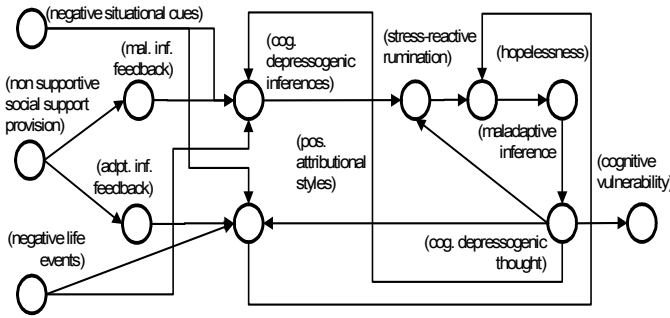 (negative situational cues)
(mal. inf.
feedback)
(cog.
depressogenic
inferences)
(stress-reactive
rumination)
(hopelessness)
(non supportive
social support
provision)
(maladaptive
inference
(pos.
attributional
styles)
(adpt. inf.
feedback)
(cognitive
vulnerability)
(negative life
events)
(cog. depressogenic
thought)